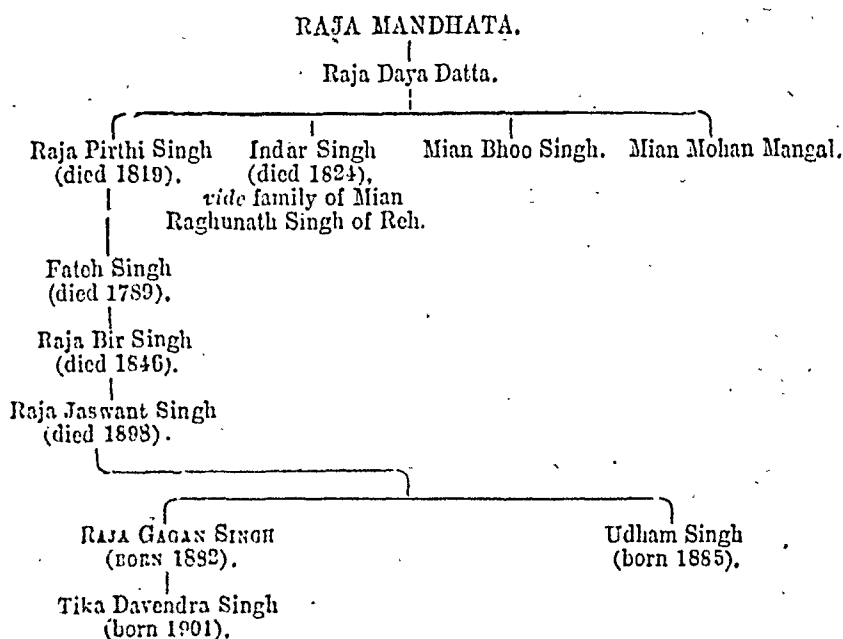 RAJA MANDHATA.
Raja Daya Datta.
Raja Pirthi Singh Indar Singh Mian Bhoo Singh. Mian Mohan Mangal.
(died 1819). (died 1824),
vide family of Mian
Raghunath Singh of Reh.
Fateh Singh
(died 1789).
Raja Bir Singh
(died 1846).
Raja Jaswant Singh
(died 1898).
RAJA GAGAN SINGH Udham Singh
(BORN 1882). (born 1885).
Tika Davendra Singh
(born 1901).